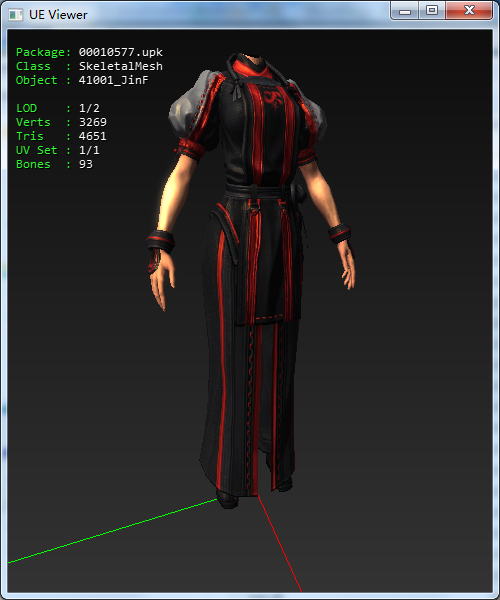 UE Viewer
Package: 00010577.upk
Class  : SkeletalMesh
Object : 41001_JinF
LOD    : 1/2
Verts  : 3269
Tris   : 4651
UV Set : 1/1
Bones  : 93